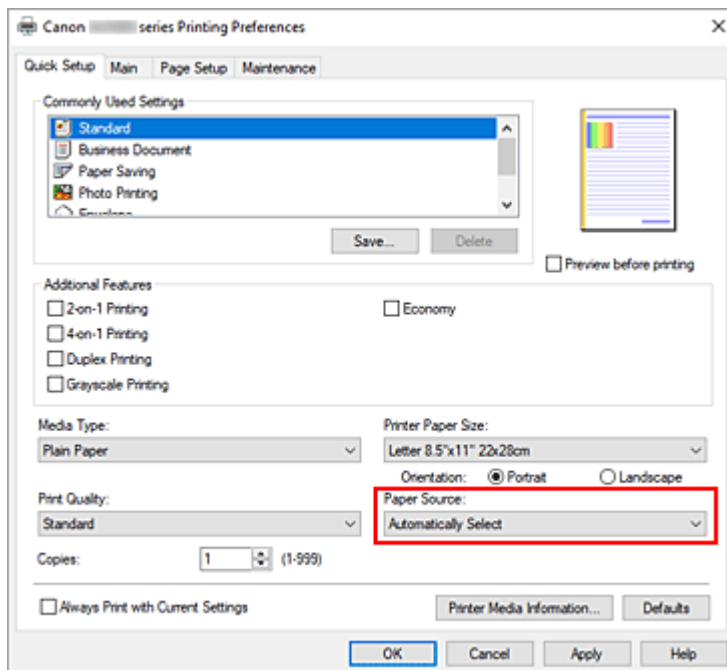 Canon series Printing Preferences
Quick Setup Main Page Setup Maintenance
Commonly Used Settings
Standard
Business Document
Paper Saving
Photo Printing
Envelope
Save... Delete
Preview before printing
Additional Features
2-on-1 Printing Economy
4-on-1 Printing
Duplex Printing
Grayscale Printing
Media Type: Printer Paper Size:
Plain Paper Letter 8.5"x11" 22x28cm
Orientation: Portrait Landscape
Print Quality: Paper Source:
Standard Automatically Select
Copies: 1 (1-999)
Always Print with Current Settings Printer Media Information... Defaults
OK Cancel Apply Help